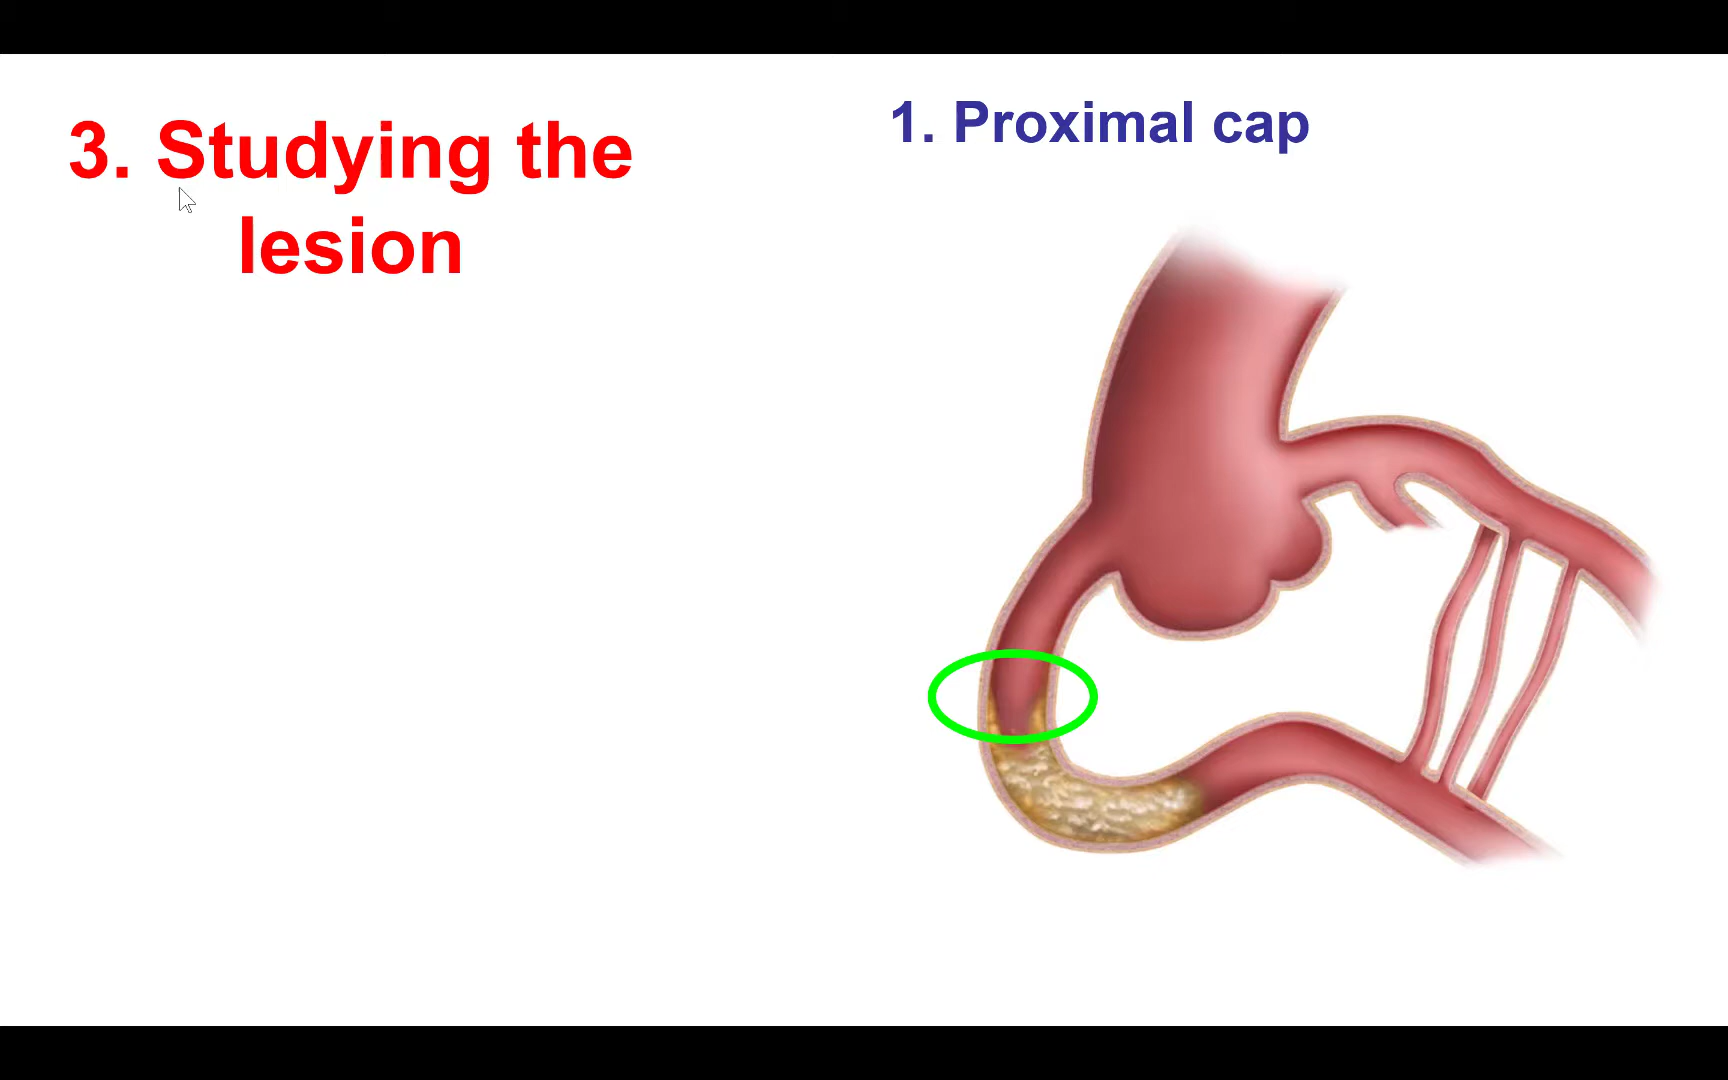 3. Studying the
lesion
1. Proximal cap